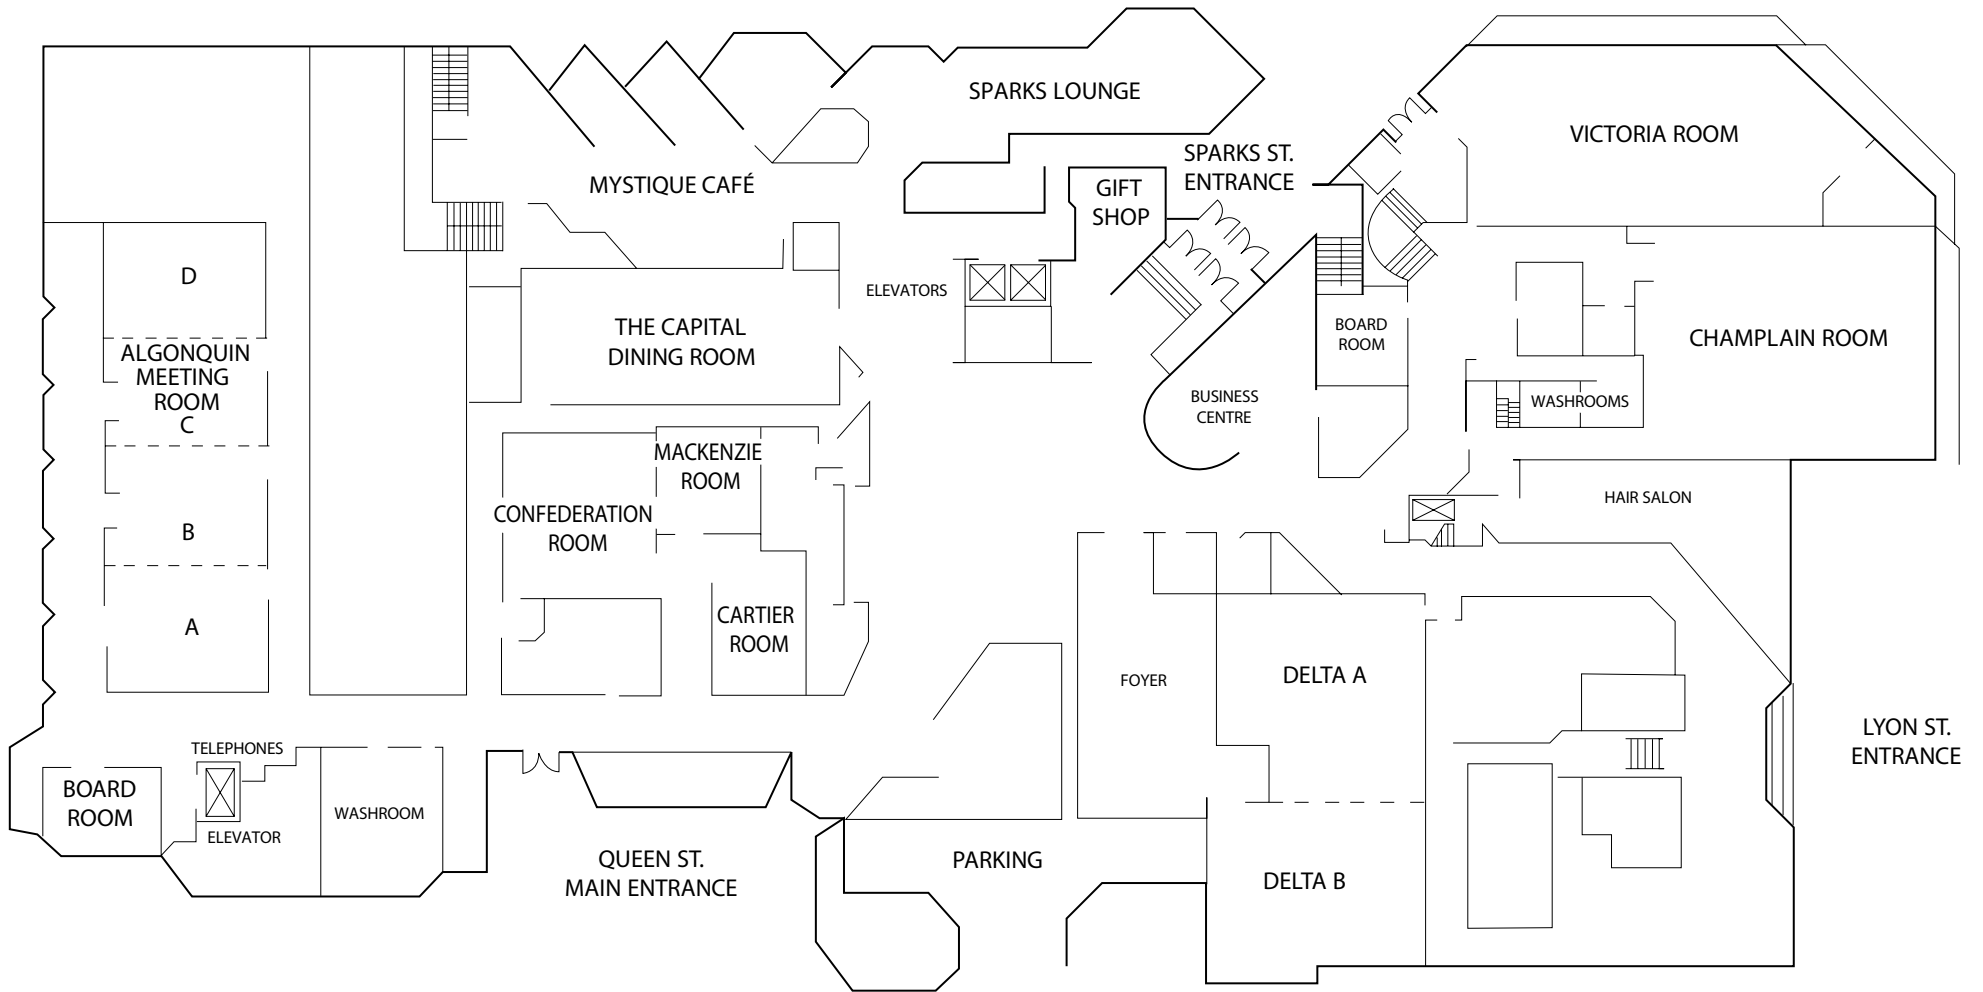 SPARKS LOUNGE
VICTORIA ROOM
SPARKS ST.
ENTRANCE
MYSTIQUE CAFÉ
GIFT
SHOP
D
ELEVATORS
THE CAPITAL
DINING ROOM
BOARD
ROOM
CHAMPLAIN ROOM
ALGONQUIN
MEETING
ROOM
C
BUSINESS
CENTRE
WASHROOMS
MACKENZIE
ROOM
HAIR SALON
CONFEDERATION
ROOM
B
CARTIER
ROOM
A
FOYER
DELTA A
LYON ST.
ENTRANCE
TELEPHONES
BOARD
ROOM
WASHROOM
ELEVATOR
QUEEN ST.
MAIN ENTRANCE
PARKING
DELTA B